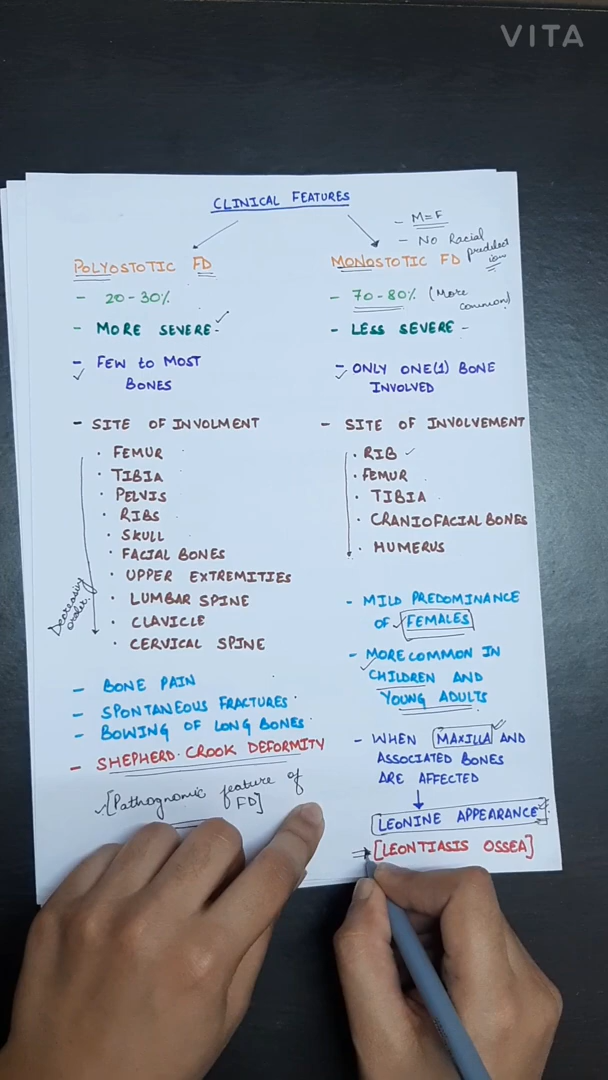 VITA
CLINICAL FEATURES
- M=F
- No Racial
predilect
ion
POLYOSTOTIC FD
- 20-30%
- MORE SEVERE
- FEW to MOST
BONES
- SITE OF INVOLMENT
· FEMUR
· TIBIA
· PELVIS
· RIBS
· SKULL
· FACIAL BONES
· UPPER EXTREMITIES
· LUMBAR SPINE
· CLAVICLE
· CERVICAL SPINE
Decreasing
order
- BONE PAIN
- SPONTANEOUS FRACTURES
- BOWING OF LONG BONES
- SHEPHERD CROOK DEFORMITY
[Pathognomic feature of
FD]
MONOSTOTIC FD
- 70-80% (More
common)
- LESS SEVERE
- ONLY ONE(1) BONE
INVOLVED
- SITE OF INVOLVEMENT
· RIB
· FEMUR
· TIBIA
· CRANIOFACIAL BONES
· HUMERUS
- MILD PREDOMINANCE
OF FEMALES
- MORE COMMON IN
CHILDREN AND
YOUNG ADULTS
- WHEN MAXILLA AND
ASSOCIATED BONES
ARE AFFECTED
LEONINE APPEARANCE
[LEONTIASIS OSSEA]